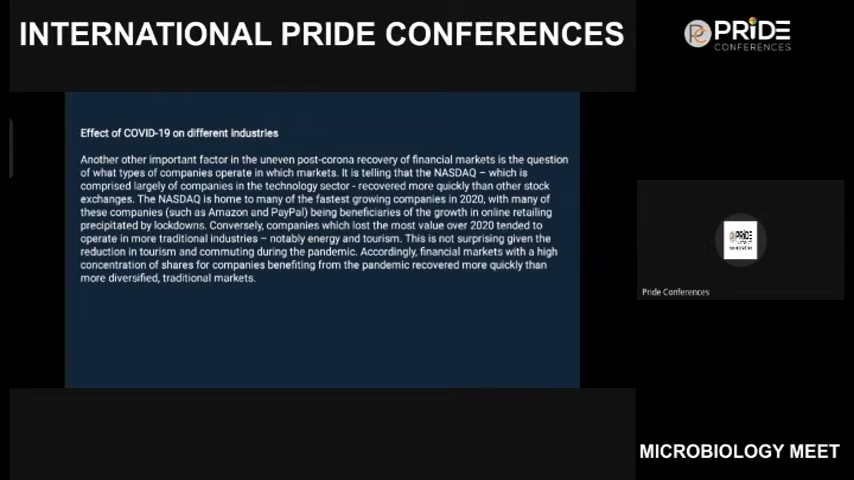 INTERNATIONAL PRIDE CONFERENCES
PC PRIDE
CONFERENCES
Effect of COVID-19 on different industries
Another other important factor in the uneven post-corona recovery of financial markets is the question
of what types of companies operate in which markets. It is telling that the NASDAQ – which is
comprised largely of companies in the technology sector - recovered more quickly than other stock
exchanges. The NASDAQ is home to many of the fastest growing companies in 2020, with many of
these companies (such as Amazon and PayPal) being beneficiaries of the growth in online retailing
precipitated by lockdowns. Conversely, companies which lost the most value over 2020 tended to
operate in more traditional industries – notably energy and tourism. This is not surprising given the
reduction in tourism and commuting during the pandemic. Accordingly, financial markets with a high
concentration of shares for companies benefiting from the pandemic recovered more quickly than
more diversified, traditional markets.
PRIDE
Pride Conferences
MICROBIOLOGY MEET